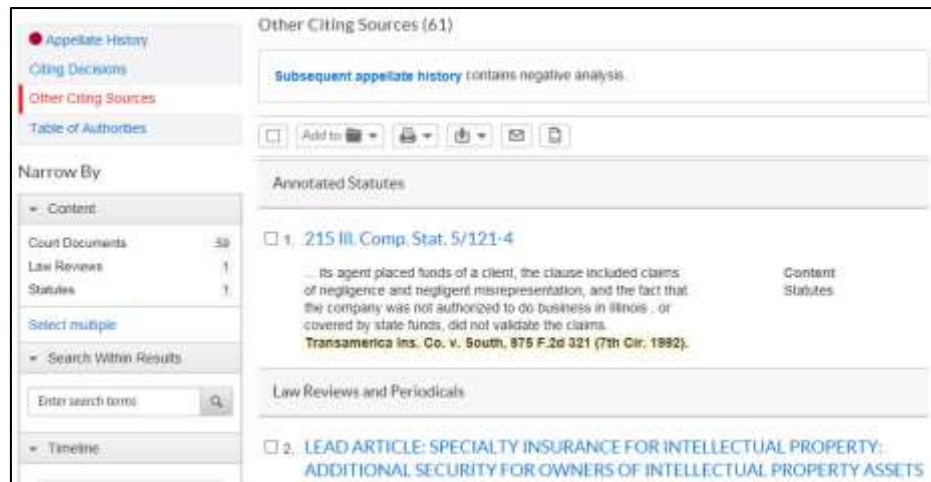 Appellate History
Citing Decisions
Other Citing Sources
Table of Authorities
Narrow By
Content
Court Documents 59
Law Reviews 1
Statutes 1
Select multiple
Search Within Results
Enter search terms
Timeline
Other Citing Sources (61)
Subsequent appellate history contains negative analysis.
Add to
Annotated Statutes
1. 215 Ill. Comp. Stat. 5/121-4
... its agent placed funds of a client, the clause included claims
of negligence and negligent misrepresentation, and the fact that
the company was not authorized to do business in Illinois , or
covered by state funds, did not validate the claims.
Transamerica Ins. Co. v. South, 975 F.2d 321 (7th Cir. 1992).
Content
Statutes
Law Reviews and Periodicals
2. LEAD ARTICLE: SPECIALTY INSURANCE FOR INTELLECTUAL PROPERTY:
ADDITIONAL SECURITY FOR OWNERS OF INTELLECTUAL PROPERTY ASSETS